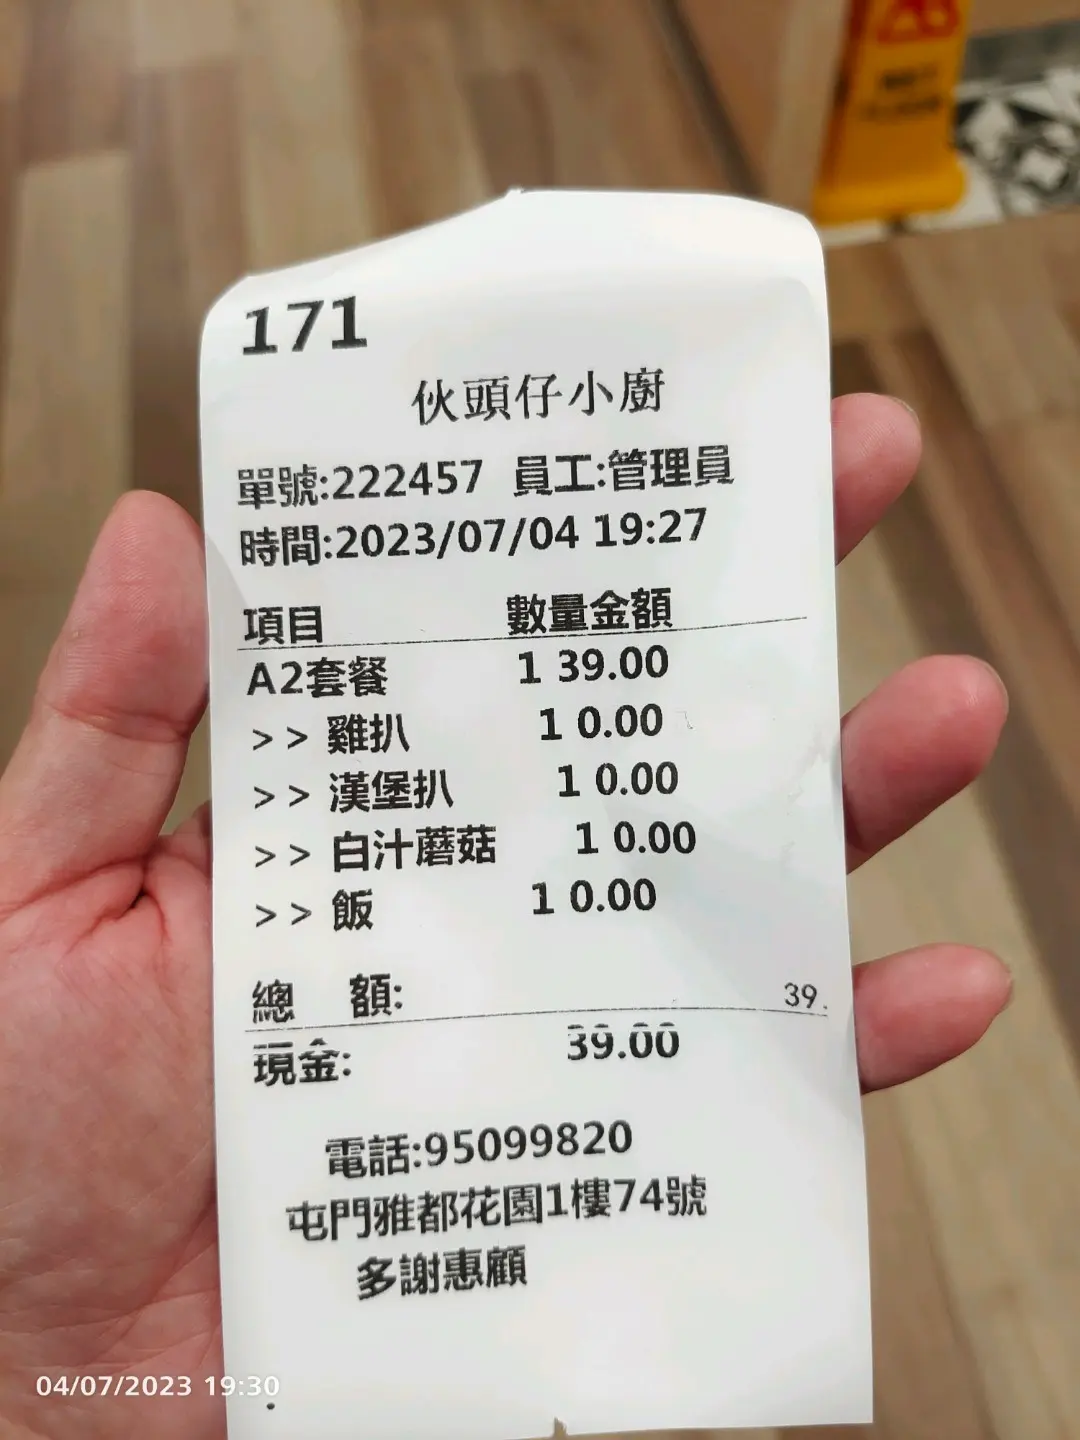 171
伙頭仔小廚
單號:222457 員工:管理員
時間:2023/07/04 19:27
項目 數量金額
A2套餐 1 39.00
>> 雞扒 1 0.00
>> 漢堡扒 1 0.00
>> 白汁蘑菇 1 0.00
>> 飯 1 0.00
總 額: 39.
現金: 39.00
電話:95099820
屯門雅都花園1樓74號
多謝惠顧
04/07/2023 19:30